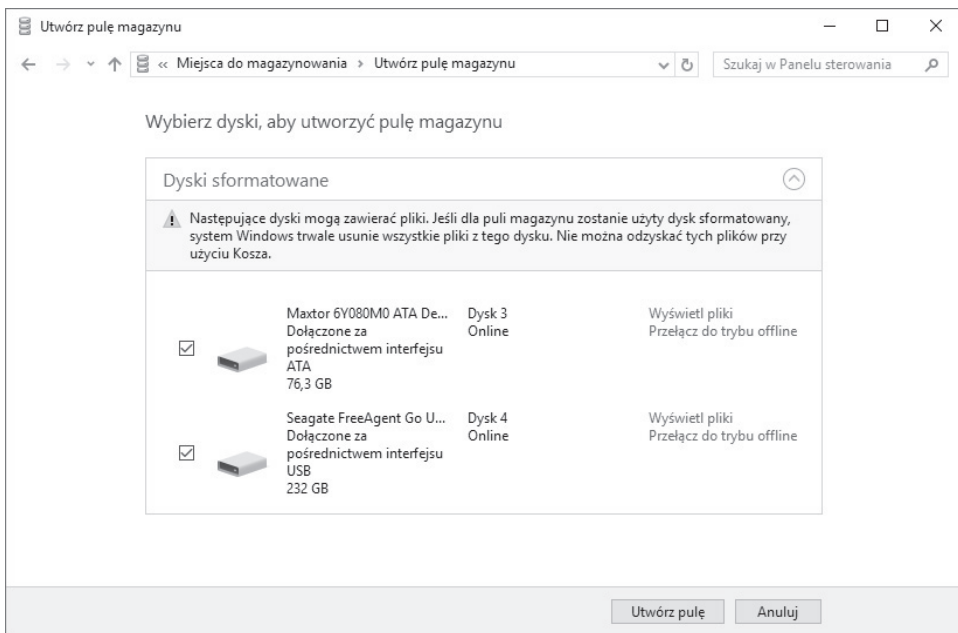 Utwórz pulę magazynu
« Miejsca do magazynowania > Utwórz pulę magazynu
Szukaj w Panelu sterowania
Wybierz dyski, aby utworzyć pulę magazynu
Dyski sformatowane
Następujące dyski mogą zawierać pliki. Jeśli dla puli magazynu zostanie użyty dysk sformatowany,
system Windows trwale usunie wszystkie pliki z tego dysku. Nie można odzyskać tych plików przy
użyciu Kosza.
Maxtor 6Y080M0 ATA De...
Dołączone za
pośrednictwem interfejsu
ATA
76,3 GB
Dysk 3
Online
Wyświetl pliki
Przełącz do trybu offline
Seagate FreeAgent Go U...
Dołączone za
pośrednictwem interfejsu
USB
232 GB
Dysk 4
Online
Wyświetl pliki
Przełącz do trybu offline
Utwórz pulę
Anuluj